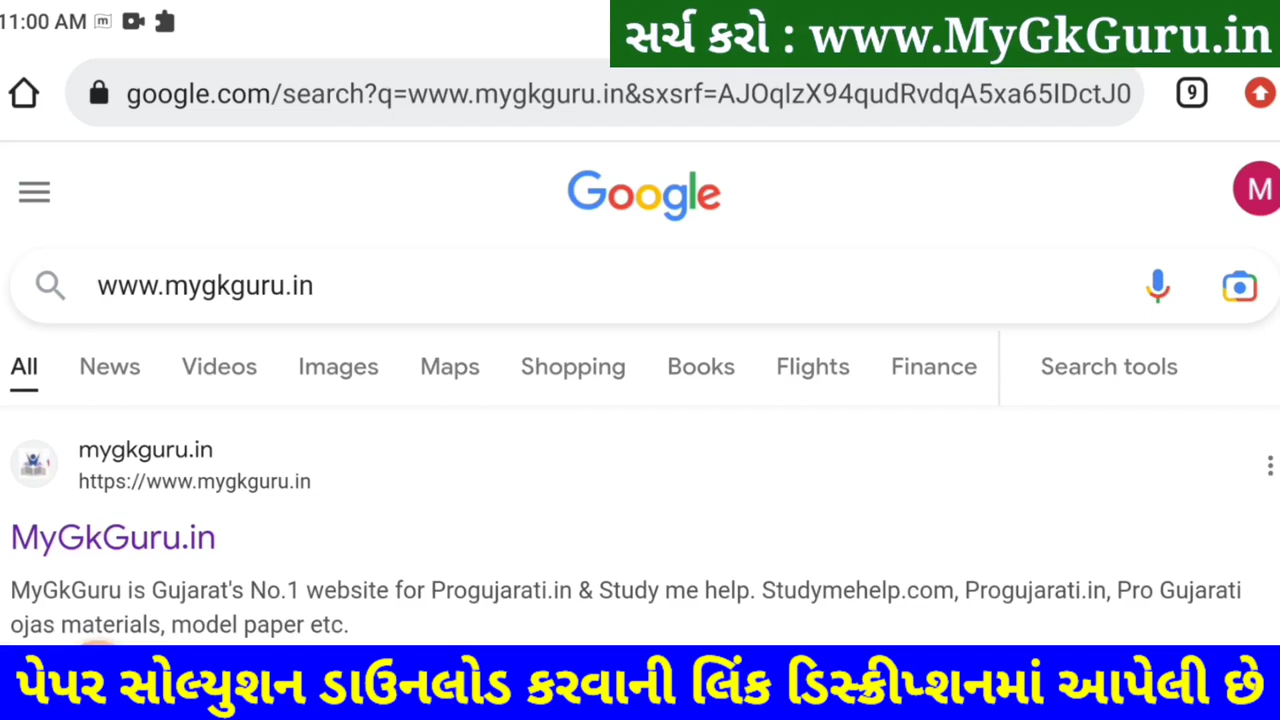 11:00 AM m
સર્ચ કરો : www.MyGkGuru.in
google.com/search?q=www.mygkguru.in&sxsrf=AJOqlzX94qudRvdqA5xa65IDctJ0
9
Google
M
www.mygkguru.in
All News Videos Images Maps Shopping Books Flights Finance Search tools
mygkguru.in
https://www.mygkguru.in
MyGkGuru.in
MyGkGuru is Gujarat's No.1 website for Progujarati.in & Study me help. Studymehelp.com, Progujarati.in, Pro Gujarati
ojas materials, model paper etc.
પેપર સોલ્યુશન ડાઉનલોડ કરવાની લિંક ડિસ્ક્રીપ્શનમાં આપેલી છે